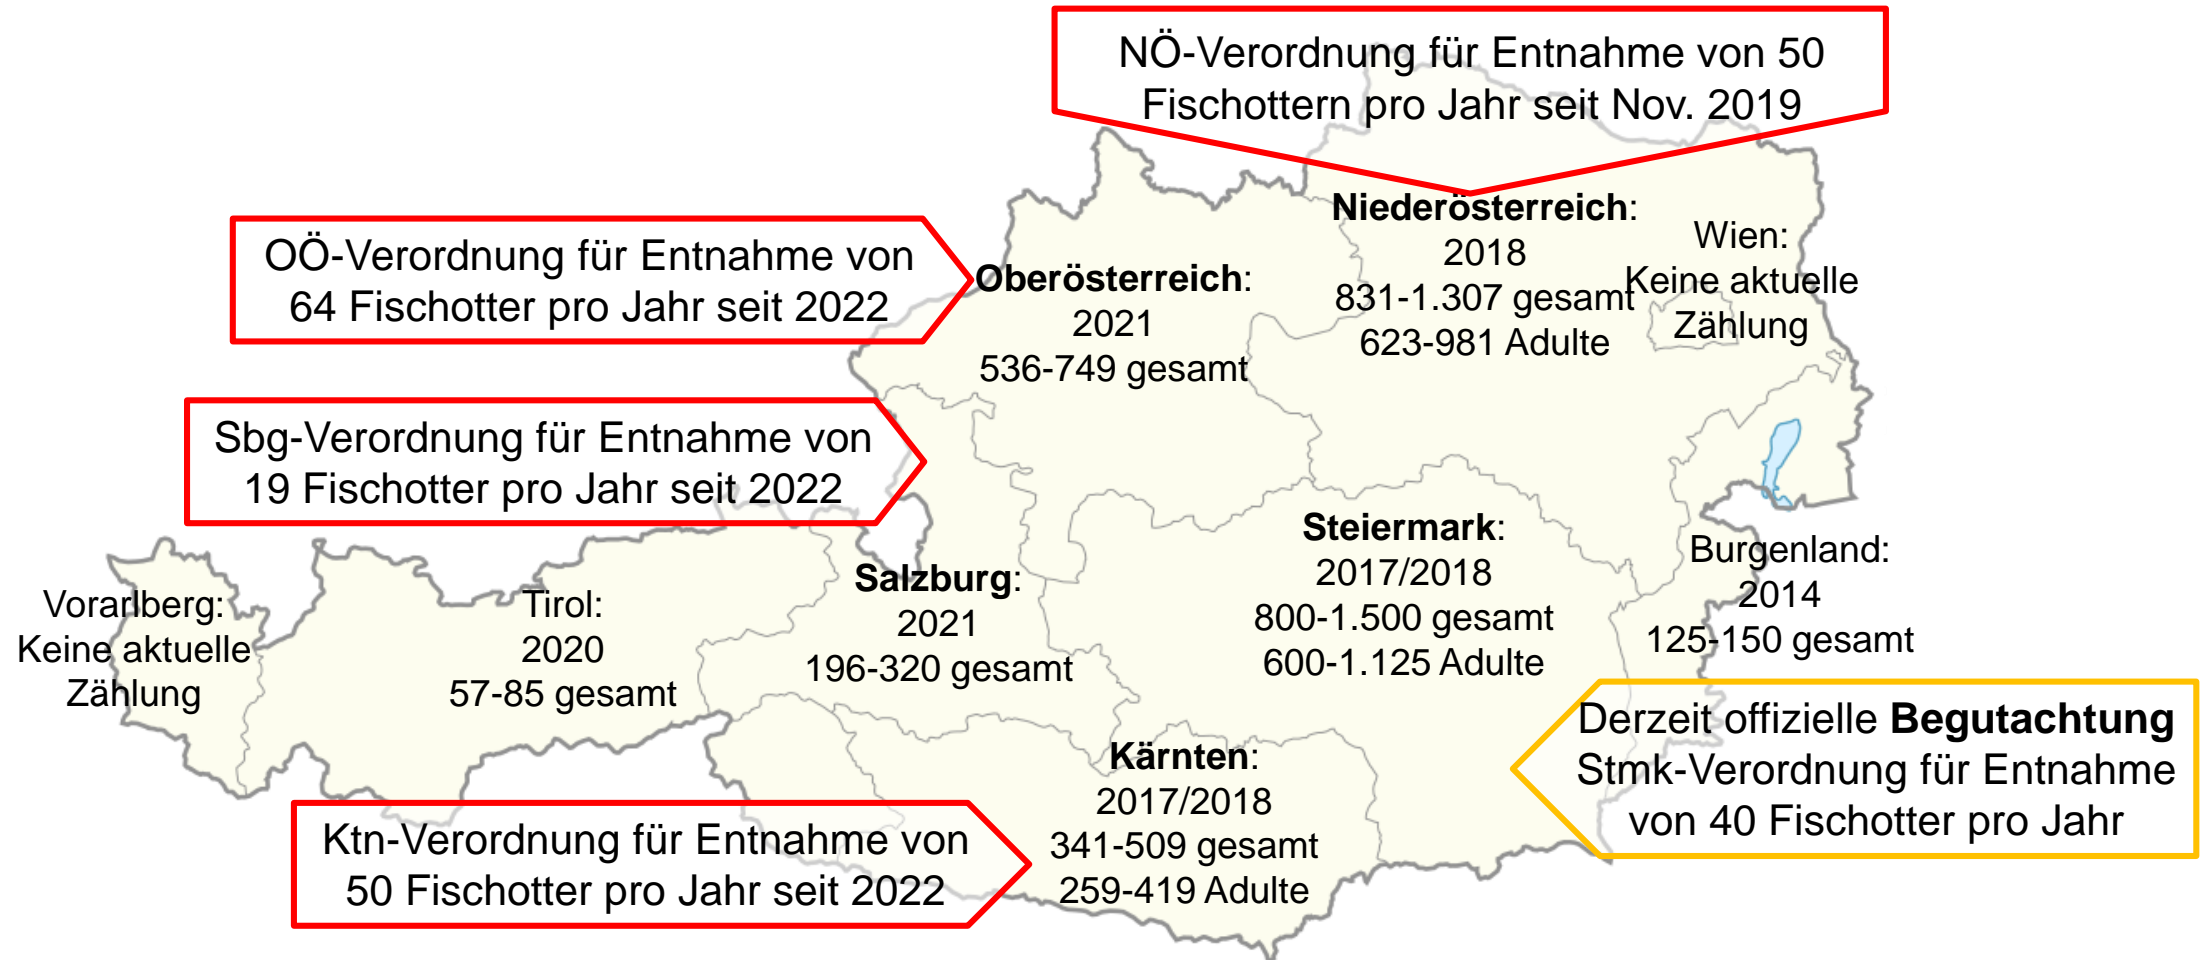 NÖ-Verordnung für Entnahme von 50
Fischottern pro Jahr seit Nov. 2019
OÖ-Verordnung für Entnahme von
64 Fischotter pro Jahr seit 2022
Niederösterreich:
2018
831-1.307 gesamt
623-981 Adulte
Wien:
Keine aktuelle
Zählung
Oberösterreich:
2021
536-749 gesamt
Sbg-Verordnung für Entnahme von
19 Fischotter pro Jahr seit 2022
Vorarlberg:
Keine aktuelle
Zählung
Tirol:
2020
57-85 gesamt
Salzburg:
2021
196-320 gesamt
Steiermark:
2017/2018
800-1.500 gesamt
600-1.125 Adulte
Burgenland:
2014
125-150 gesamt
Derzeit offizielle Begutachtung
Stmk-Verordnung für Entnahme
von 40 Fischotter pro Jahr
Kärnten:
2017/2018
341-509 gesamt
259-419 Adulte
Ktn-Verordnung für Entnahme von
50 Fischotter pro Jahr seit 2022